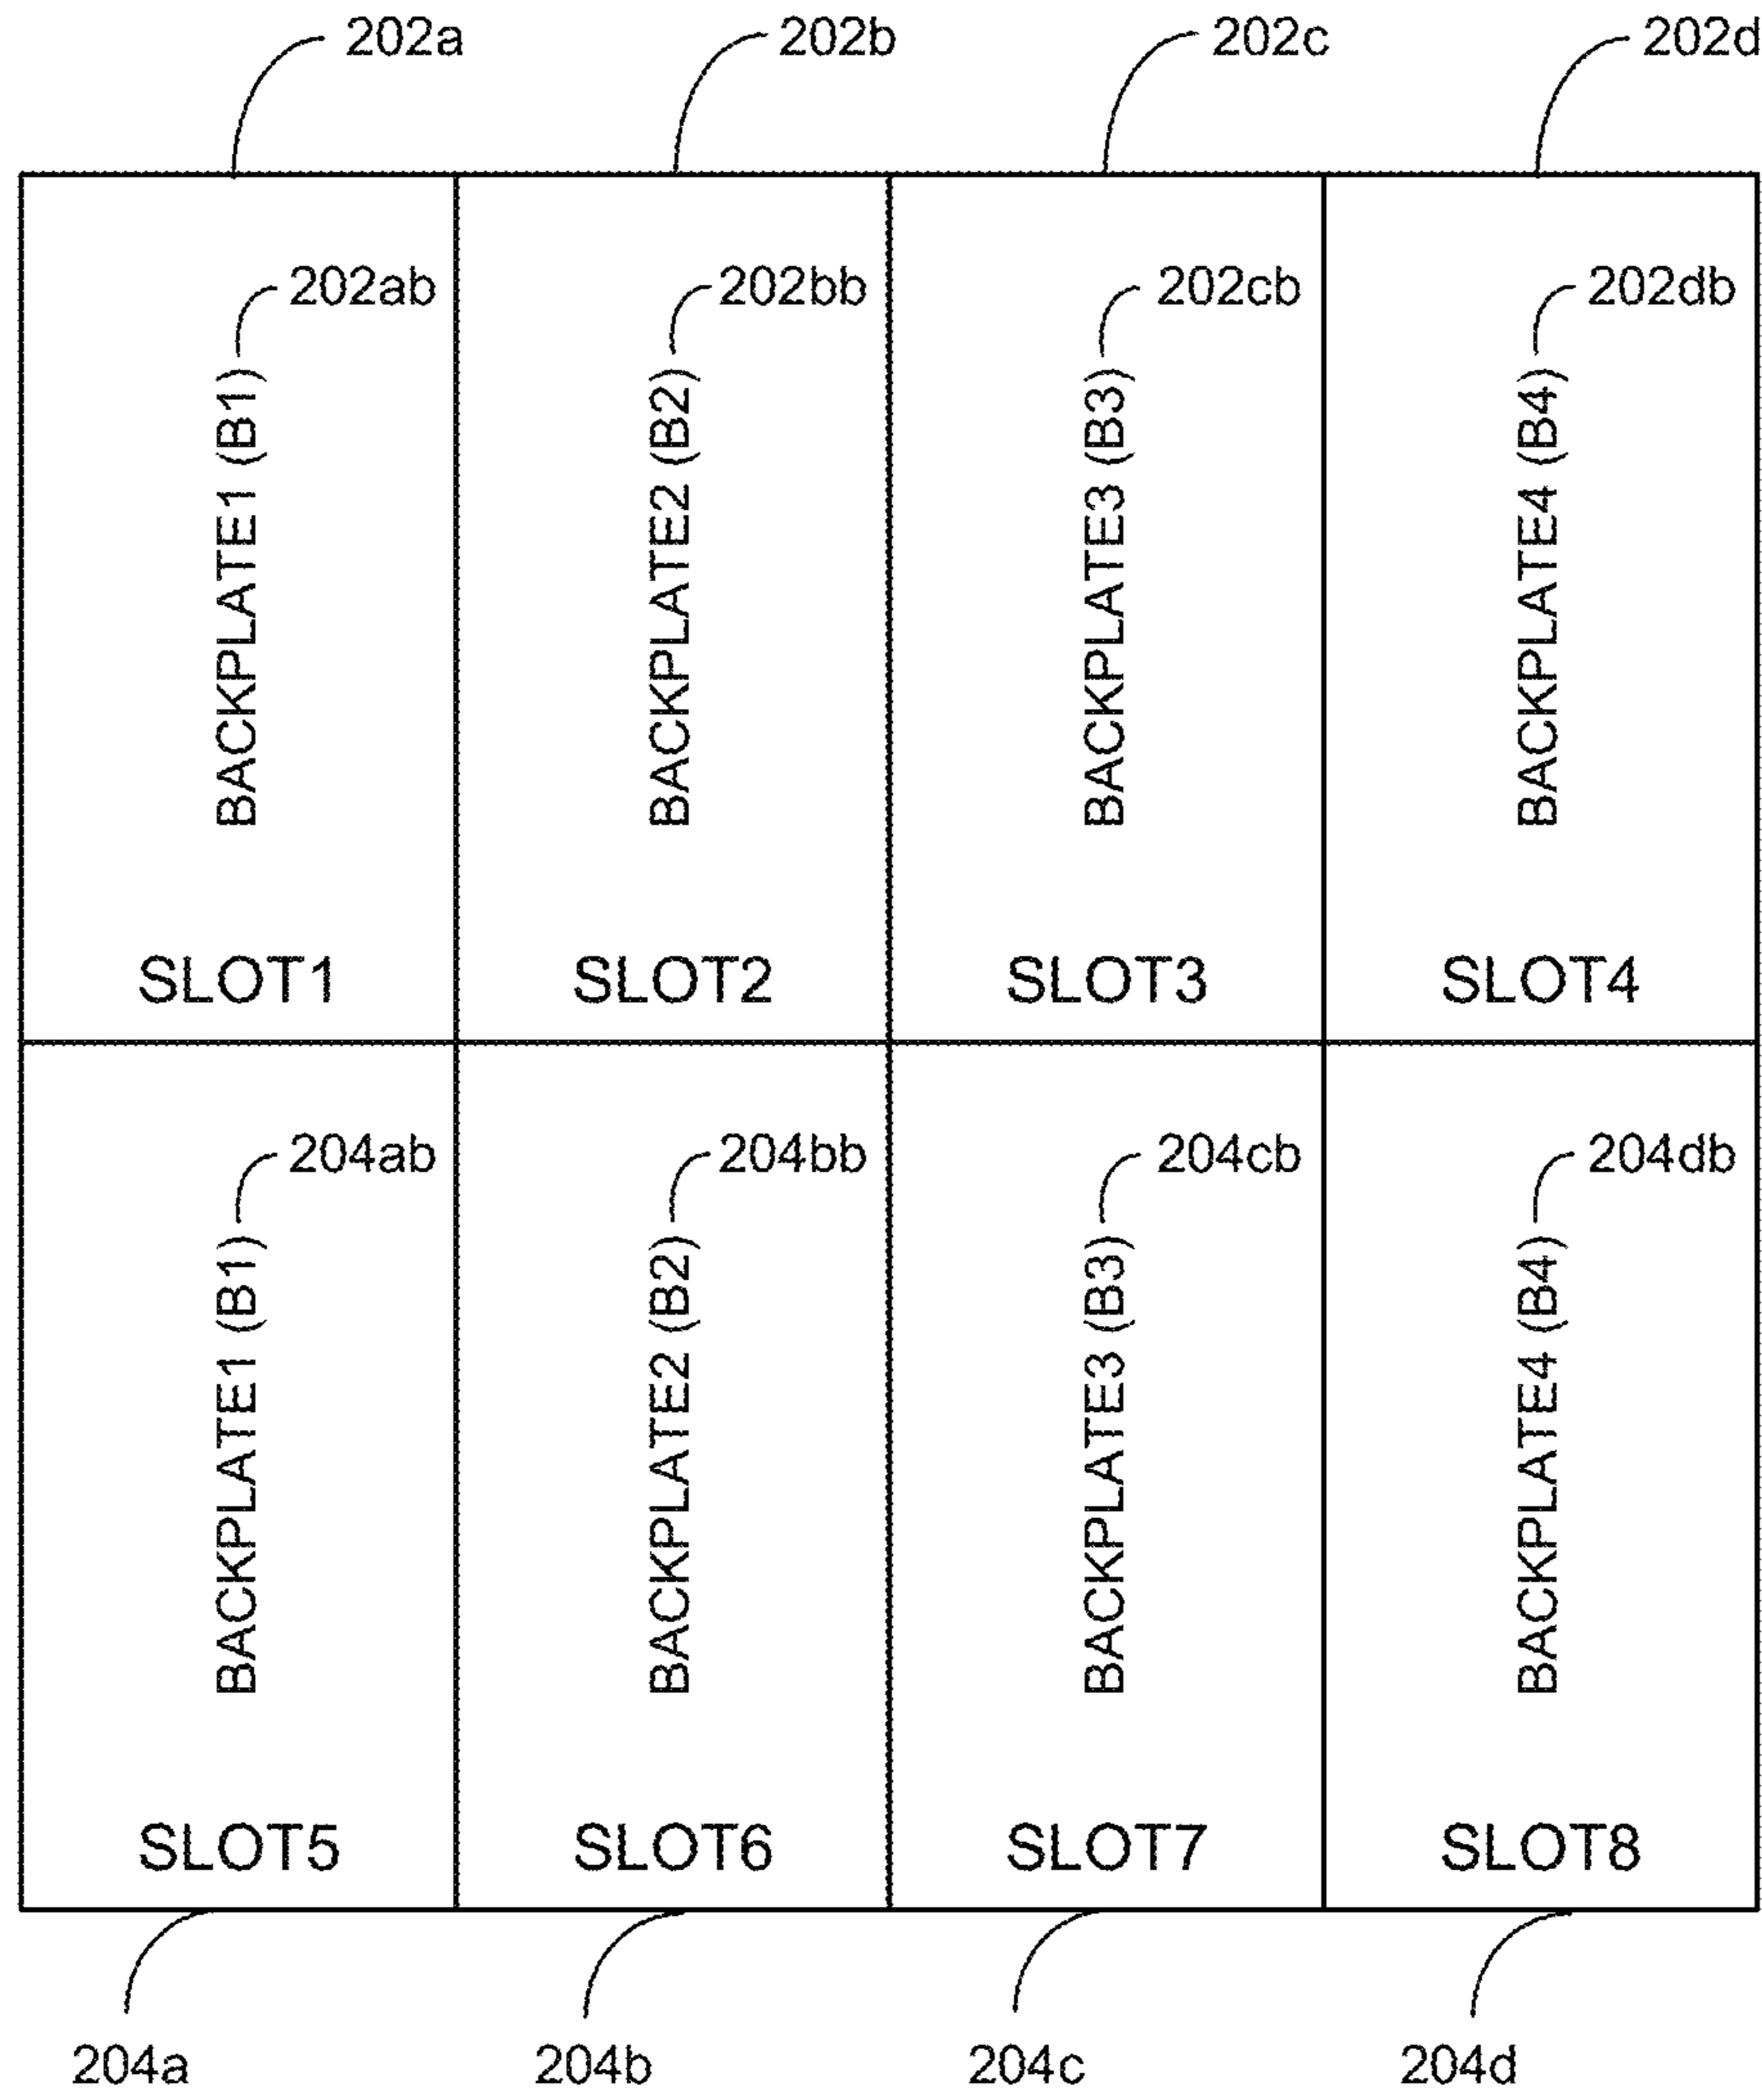 202a 202b 202c 202d
202ab 202bb 202cb 202db
BACKPLATE1 (B1) BACKPLATE2 (B2) BACKPLATE3 (B3) BACKPLATE4 (B4)
SLOT1 SLOT2 SLOT3 SLOT4
204ab 204bb 204cb 204db
BACKPLATE1 (B1) BACKPLATE2 (B2) BACKPLATE3 (B3) BACKPLATE4 (B4)
SLOT5 SLOT6 SLOT7 SLOT8
204a 204b 204c 204d